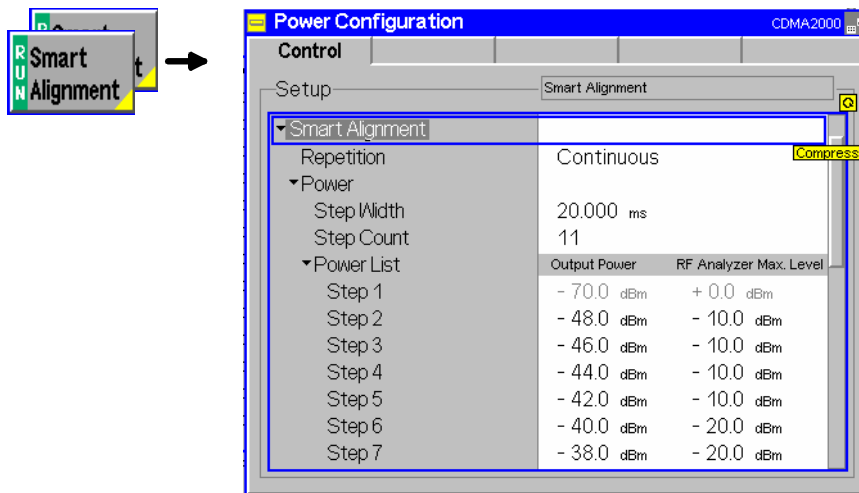 RUN
Smart
Alignment
t
Power Configuration
CDMA2000
Control
Setup
Smart Alignment
Smart Alignment
Compress
Repetition Continuous
Power
Step Width 20.000 ms
Step Count 11
Power List Output Power RF Analyzer Max. Level
Step 1 - 70.0 dBm + 0.0 dBm
Step 2 - 48.0 dBm - 10.0 dBm
Step 3 - 46.0 dBm - 10.0 dBm
Step 4 - 44.0 dBm - 10.0 dBm
Step 5 - 42.0 dBm - 10.0 dBm
Step 6 - 40.0 dBm - 20.0 dBm
Step 7 - 38.0 dBm - 20.0 dBm